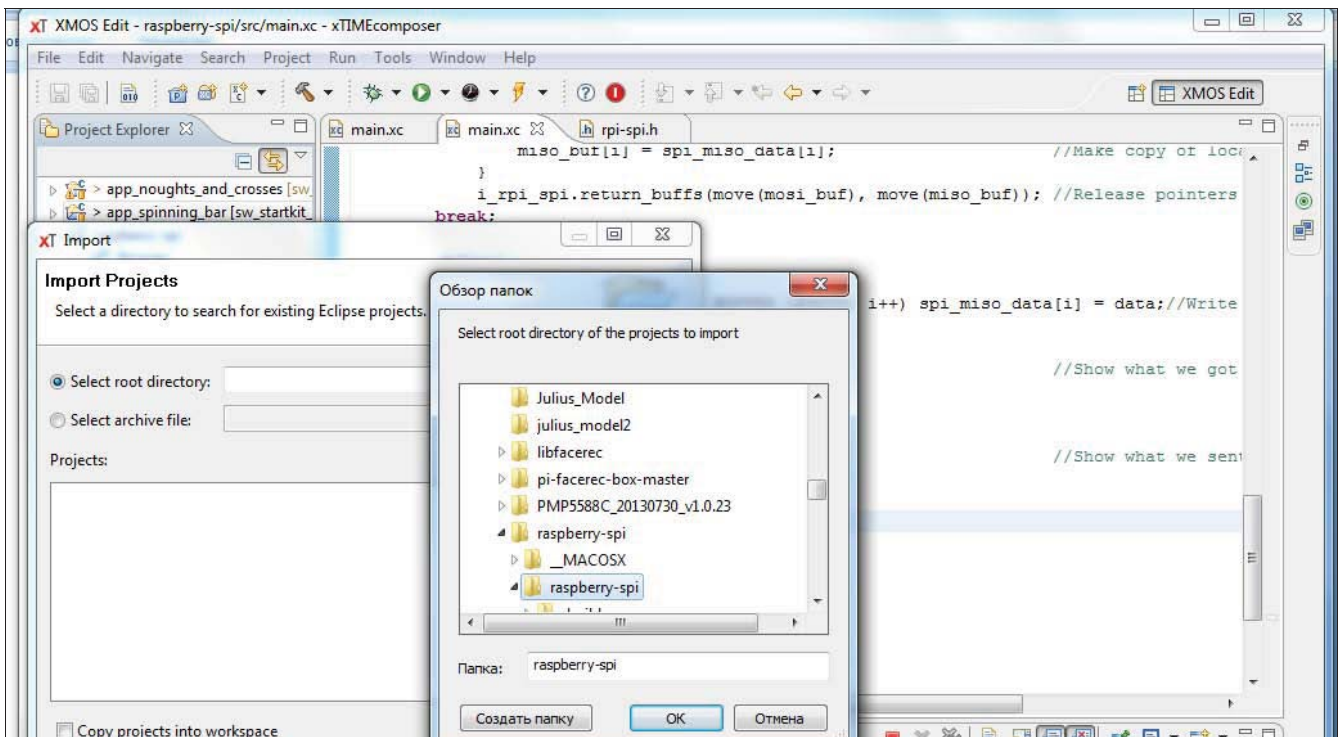 XMOS Edit - raspberry-spi/src/main.xc - xTIMEcomposer
File Edit Navigate Search Project Run Tools Window Help
XMOS Edit
Project Explorer
main.xc
main.xc
rpi-spi.h
miso_buf[i] = spi_miso_data[i]; //Make copy of
}
> app_noughts_and_crosses [sw_
i_rpi_spi.return_buffs(move(mosi_buf), move(miso_buf)); //Release pointers
> app_spinning_bar [sw_startkit_
break;
Import
Import Projects
Select a directory to search for existing Eclipse projects.
Select root directory:
Select archive file:
Projects:
Copy projects into workspace
Обзор папок
Select root directory of the projects to import
Julius_Model
julius_model2
libfacerec
pi-facerec-box-master
PMP5588C_20130730_v1.0.23
raspberry-spi
__MACOSX
raspberry-spi
Папка: raspberry-spi
Создать папку
OK
Отмена
i++) spi_miso_data[i] = data;//Write
//Show what we got
//Show what we sent